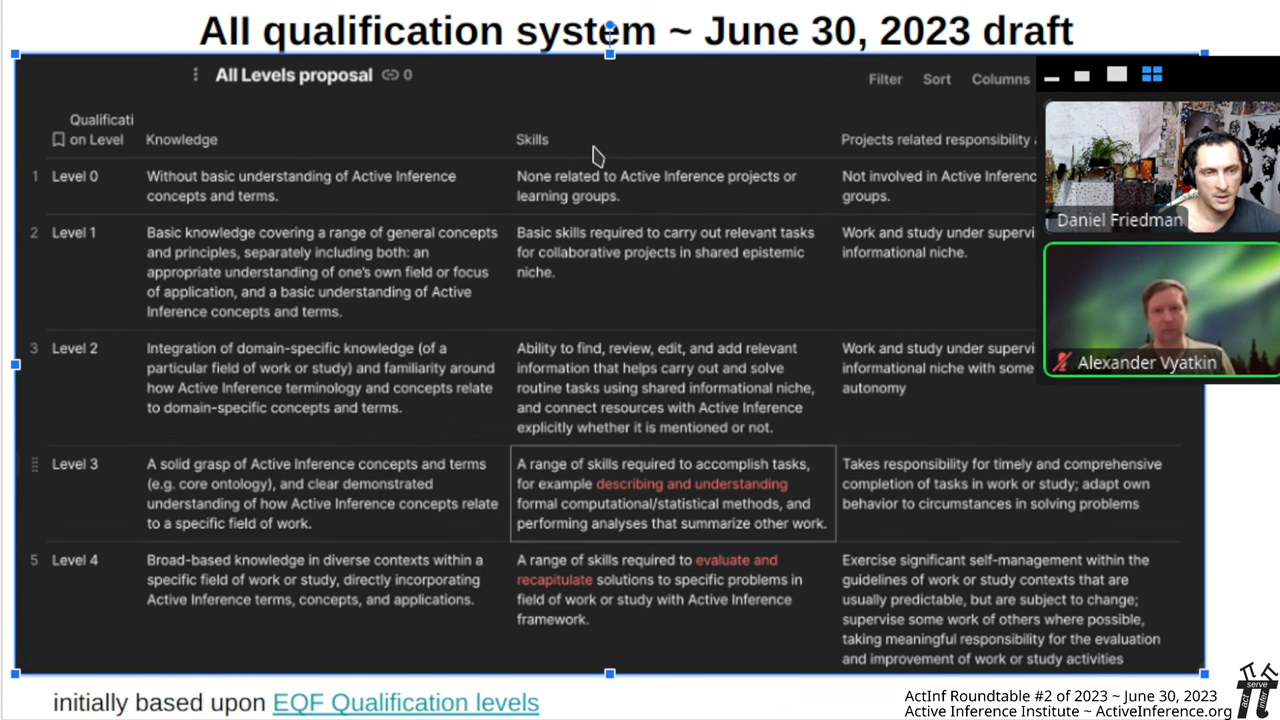 AII qualification system ~ June 30, 2023 draft
All Levels proposal 0
Filter Sort Columns
Qualificati
on Level Knowledge Skills Projects related responsibility
1 Level 0 Without basic understanding of Active Inference None related to Active Inference projects or Not involved in Active Inferenc
concepts and terms. learning groups. groups.
2 Level 1 Basic knowledge covering a range of general concepts Basic skills required to carry out relevant tasks Work and study under supervi
and principles, separately including both: an for collaborative projects in shared epistemic informational niche.
appropriate understanding of one's own field or focus niche.
of application, and a basic understanding of Active
Inference concepts and terms.
3 Level 2 Integration of domain-specific knowledge (of a Ability to find, review, edit, and add relevant Work and study under supervi
particular field of work or study) and familiarity around information that helps carry out and solve informational niche with some
how Active Inference terminology and concepts relate routine tasks using shared informational niche, autonomy
to domain-specific concepts and terms. and connect resources with Active Inference
explicitly whether it is mentioned or not.
Level 3 A solid grasp of Active Inference concepts and terms A range of skills required to accomplish tasks, Takes responsibility for timely and comprehensive
(e.g. core ontology), and clear demonstrated for example describing and understanding completion of tasks in work or study; adapt own
understanding of how Active Inference concepts relate formal computational/statistical methods, and behavior to circumstances in solving problems
to a specific field of work. performing analyses that summarize other work.
5 Level 4 Broad-based knowledge in diverse contexts within a A range of skills required to evaluate and Exercise significant self-management within the
specific field of work or study, directly incorporating recapitulate solutions to specific problems in guidelines of work or study contexts that are
Active Inference terms, concepts, and applications. field of work or study with Active Inference usually predictable, but are subject to change;
framework. supervise some work of others where possible,
taking meaningful responsibility for the evaluation
and improvement of work or study activities
Daniel Friedman
Alexander Vyatkin
initially based upon EQF Qualification levels
ActInf Roundtable #2 of 2023 ~ June 30, 2023
Active Inference Institute ~ ActiveInference.org
serve